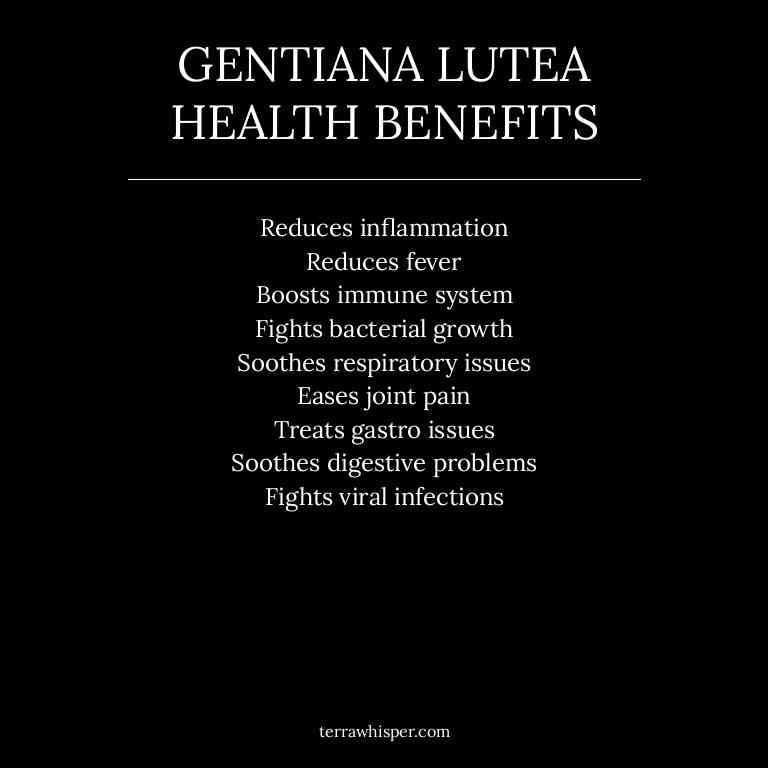 GENTIANA LUTEA
HEALTH BENEFITS
Reduces inflammation
Reduces fever
Boosts immune system
Fights bacterial growth
Soothes respiratory issues
Eases joint pain
Treats gastro issues
Soothes digestive problems
Fights viral infections
terrawhisper.com